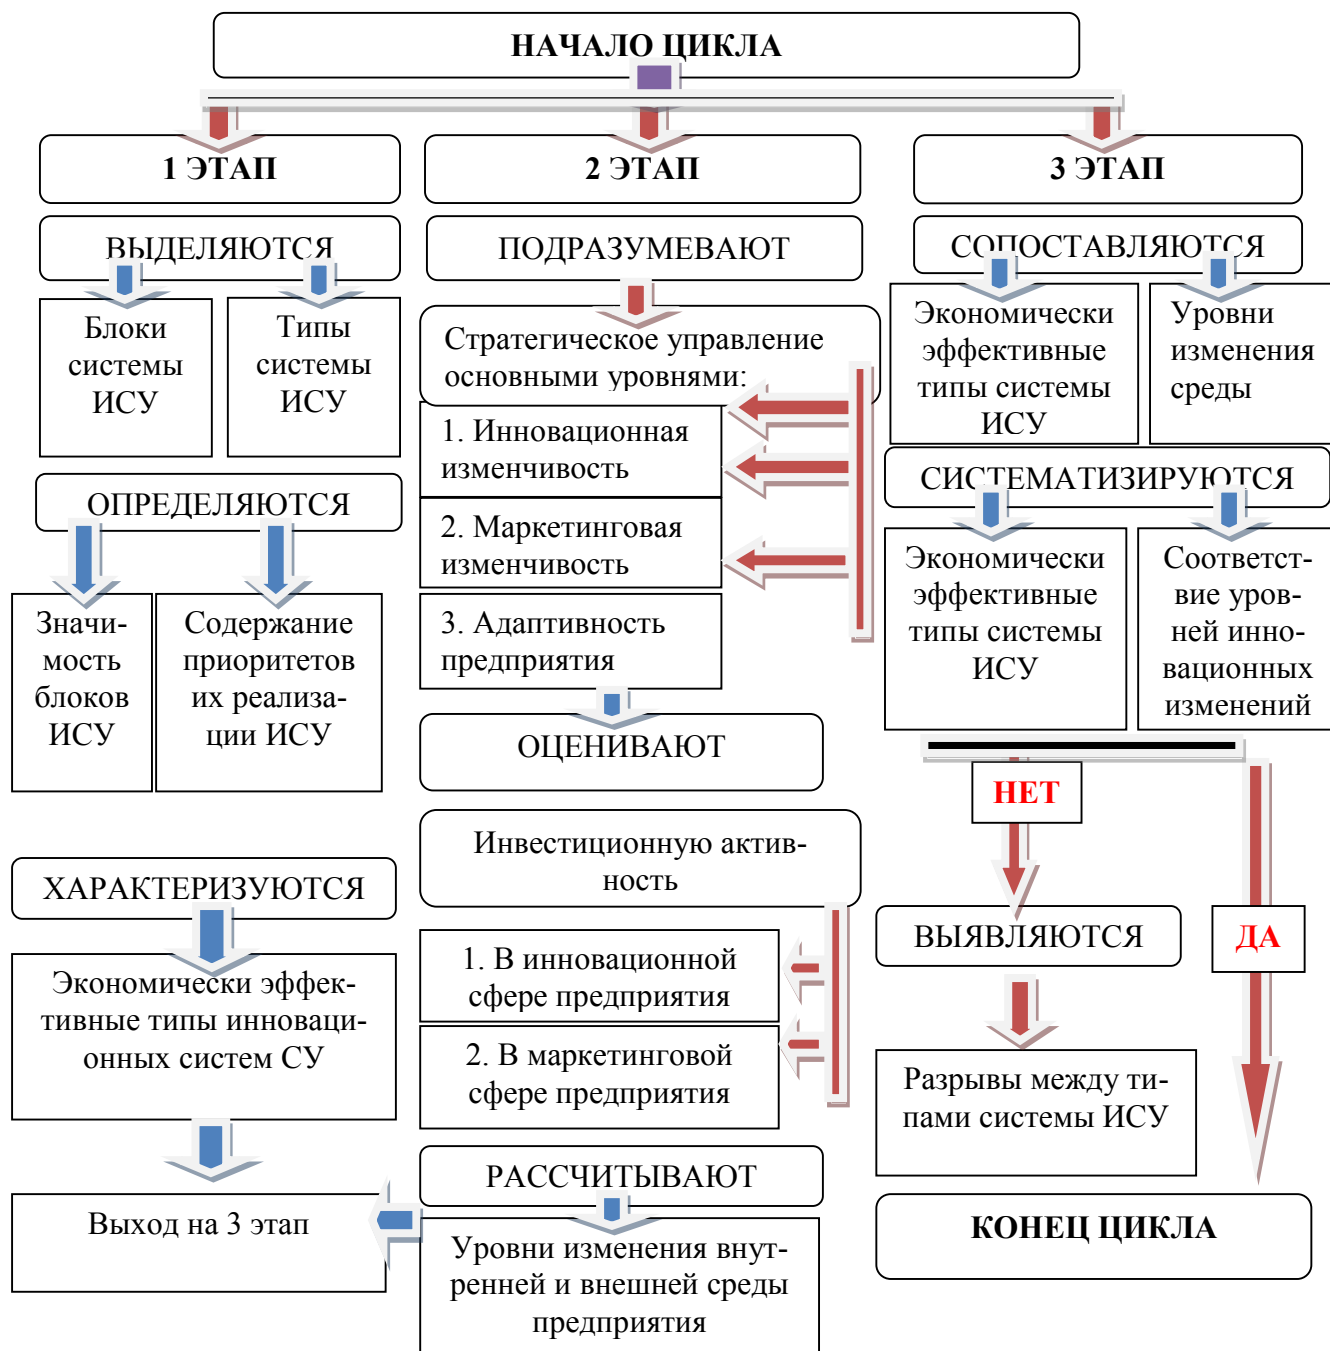 НАЧАЛО ЦИКЛА
1 ЭТАП
ВЫДЕЛЯЮТСЯ
Блоки
системы
ИСУ
Типы
системы
ИСУ
ОПРЕДЕЛЯЮТСЯ
Значи-
мость
блоков
ИСУ
Содержание
приоритетов
их реализа-
ции ИСУ
ХАРАКТЕРИЗУЮТСЯ
Экономически эффек-
тивные типы инноваци-
онных систем СУ
Выход на 3 этап
2 ЭТАП
ПОДРАЗУМЕВАЮТ
Стратегическое управление
основными уровнями:
1. Инновационная
изменчивость
2. Маркетинговая
изменчивость
3. Адаптивность
предприятия
ОЦЕНИВАЮТ
Инвестиционную актив-
ность
1. В инновационной
сфере предприятия
2. В маркетинговой
сфере предприятия
РАССЧИТЫВАЮТ
Уровни изменения внут-
ренней и внешней среды
предприятия
3 ЭТАП
СОПОСТАВЛЯЮТСЯ
Экономически
эффективные
типы системы
ИСУ
Уровни
изменения
среды
СИСТЕМАТИЗИРУЮТСЯ
Экономически
эффективные
типы системы
ИСУ
Соответст-
вие уров-
ней инно-
вационных
изменений
НЕТ
ВЫЯВЛЯЮТСЯ
ДА
Разрывы между ти-
пами системы ИСУ
КОНЕЦ ЦИКЛА